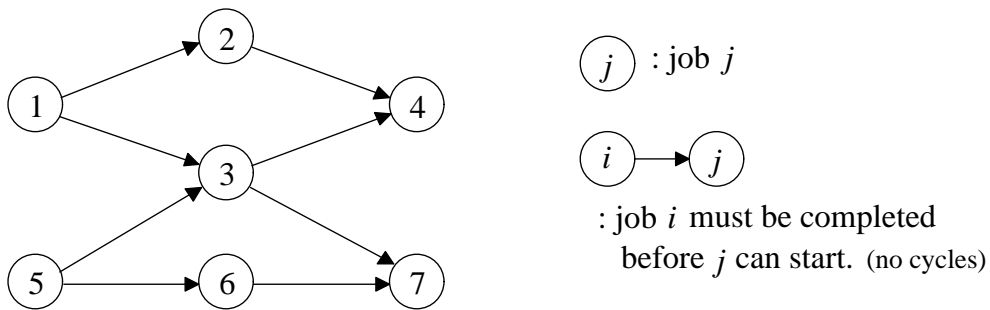 2
1
4
3
5
6
7
j : job j
i j
: job i must be completed
before j can start. (no cycles)